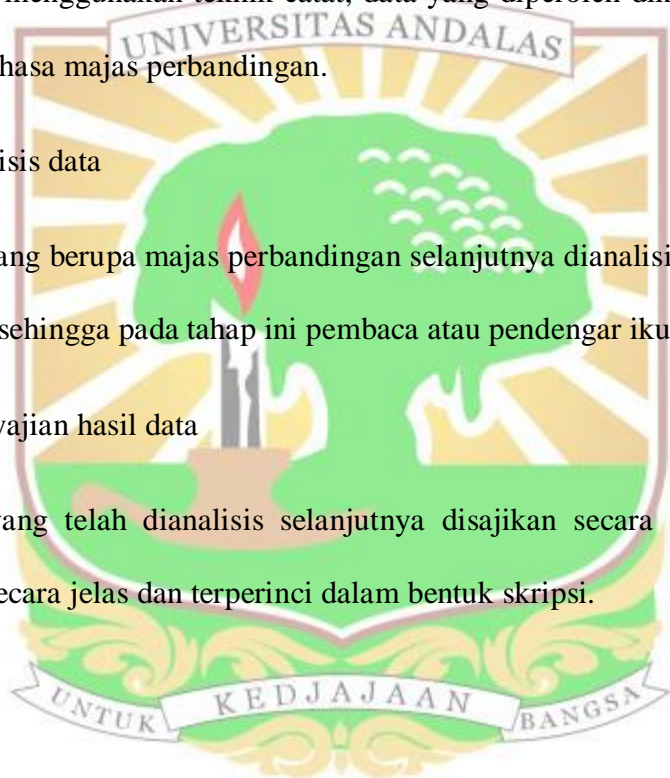 menggunakan teknik catat, data yang diperoleh
UNIVERSITAS ANDALAS
hasa majas perbandingan.
isis data
ang berupa majas perbandingan selanjutnya dianalisi
sehingga pada tahap ini pembaca atau pendengar iku
yajian hasil data
yang telah dianalisis selanjutnya disajikan secara
ecara jelas dan terperinci dalam bentuk skripsi.
UNTUK KEDJAJAAN BANGSA